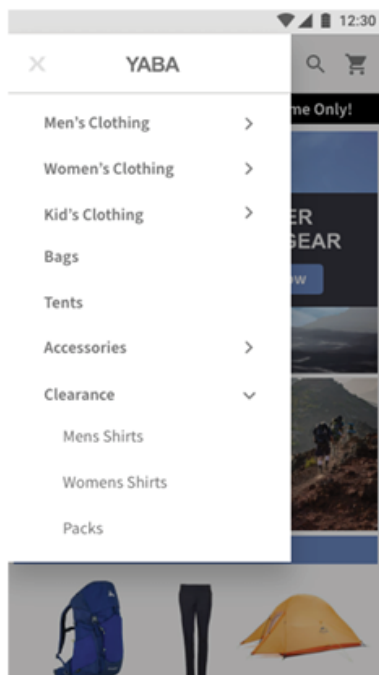 12:30
YABA
me Only!
Men's Clothing
Women's Clothing
ER
Kid's Clothing
GEAR
Bags
OW
Tents
Accessories
Clearance
Mens Shirts
Womens Shirts
Packs